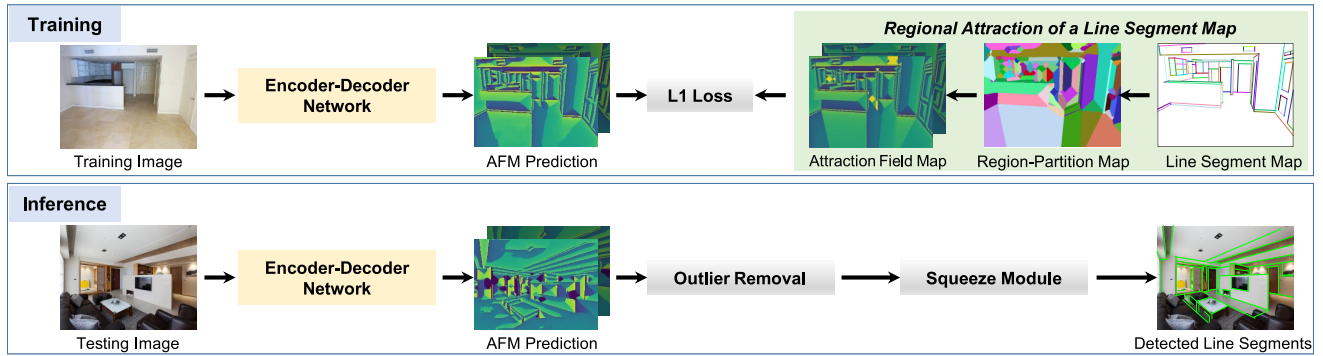 Training
Regional Attraction of a Line Segment Map
Encoder-Decoder
Network
L1 Loss
Training Image
AFM Prediction
Attraction Field Map
Region-Partition Map
Line Segment Map
Inference
Encoder-Decoder
Network
Outlier Removal
Squeeze Module
Testing Image
AFM Prediction
Detected Line Segments